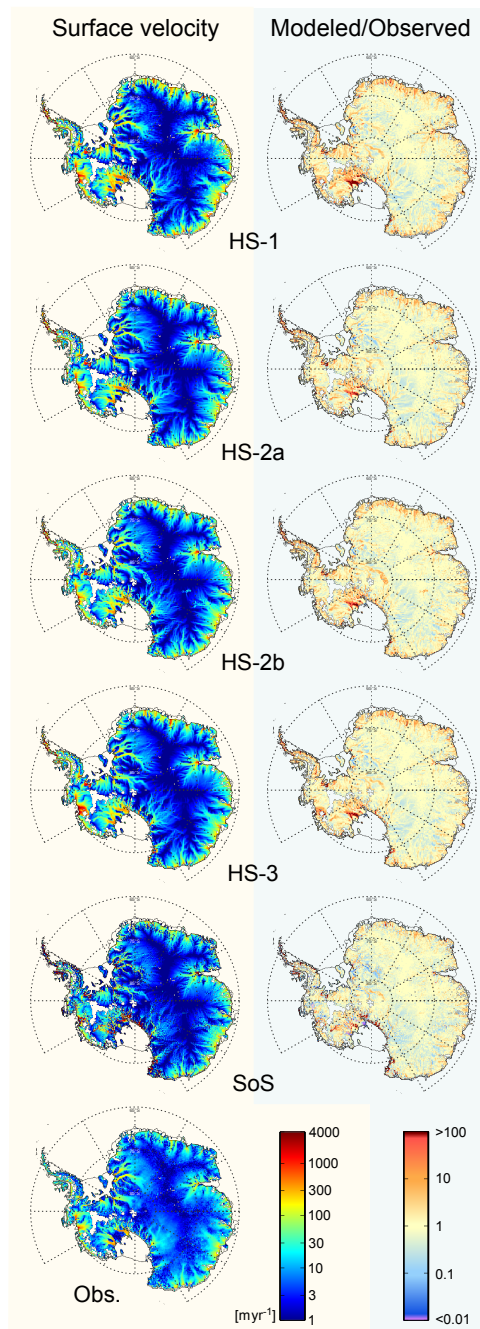 Surface velocity Modeled/Observed
HS-1
HS-2a
HS-2b
HS-3
SoS
Obs.
4000
1000
300
100
30
10
3
1
[myr⁻¹]
>100
10
1
0.1
<0.01